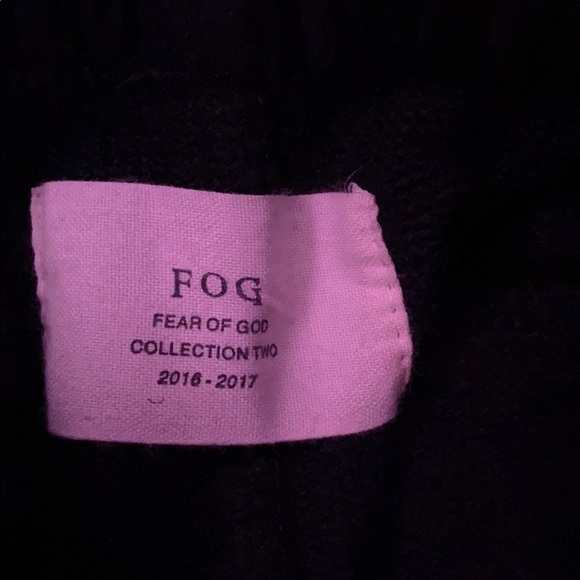 FOG
FEAR OF GOD
COLLECTION TWO
2016 - 2017